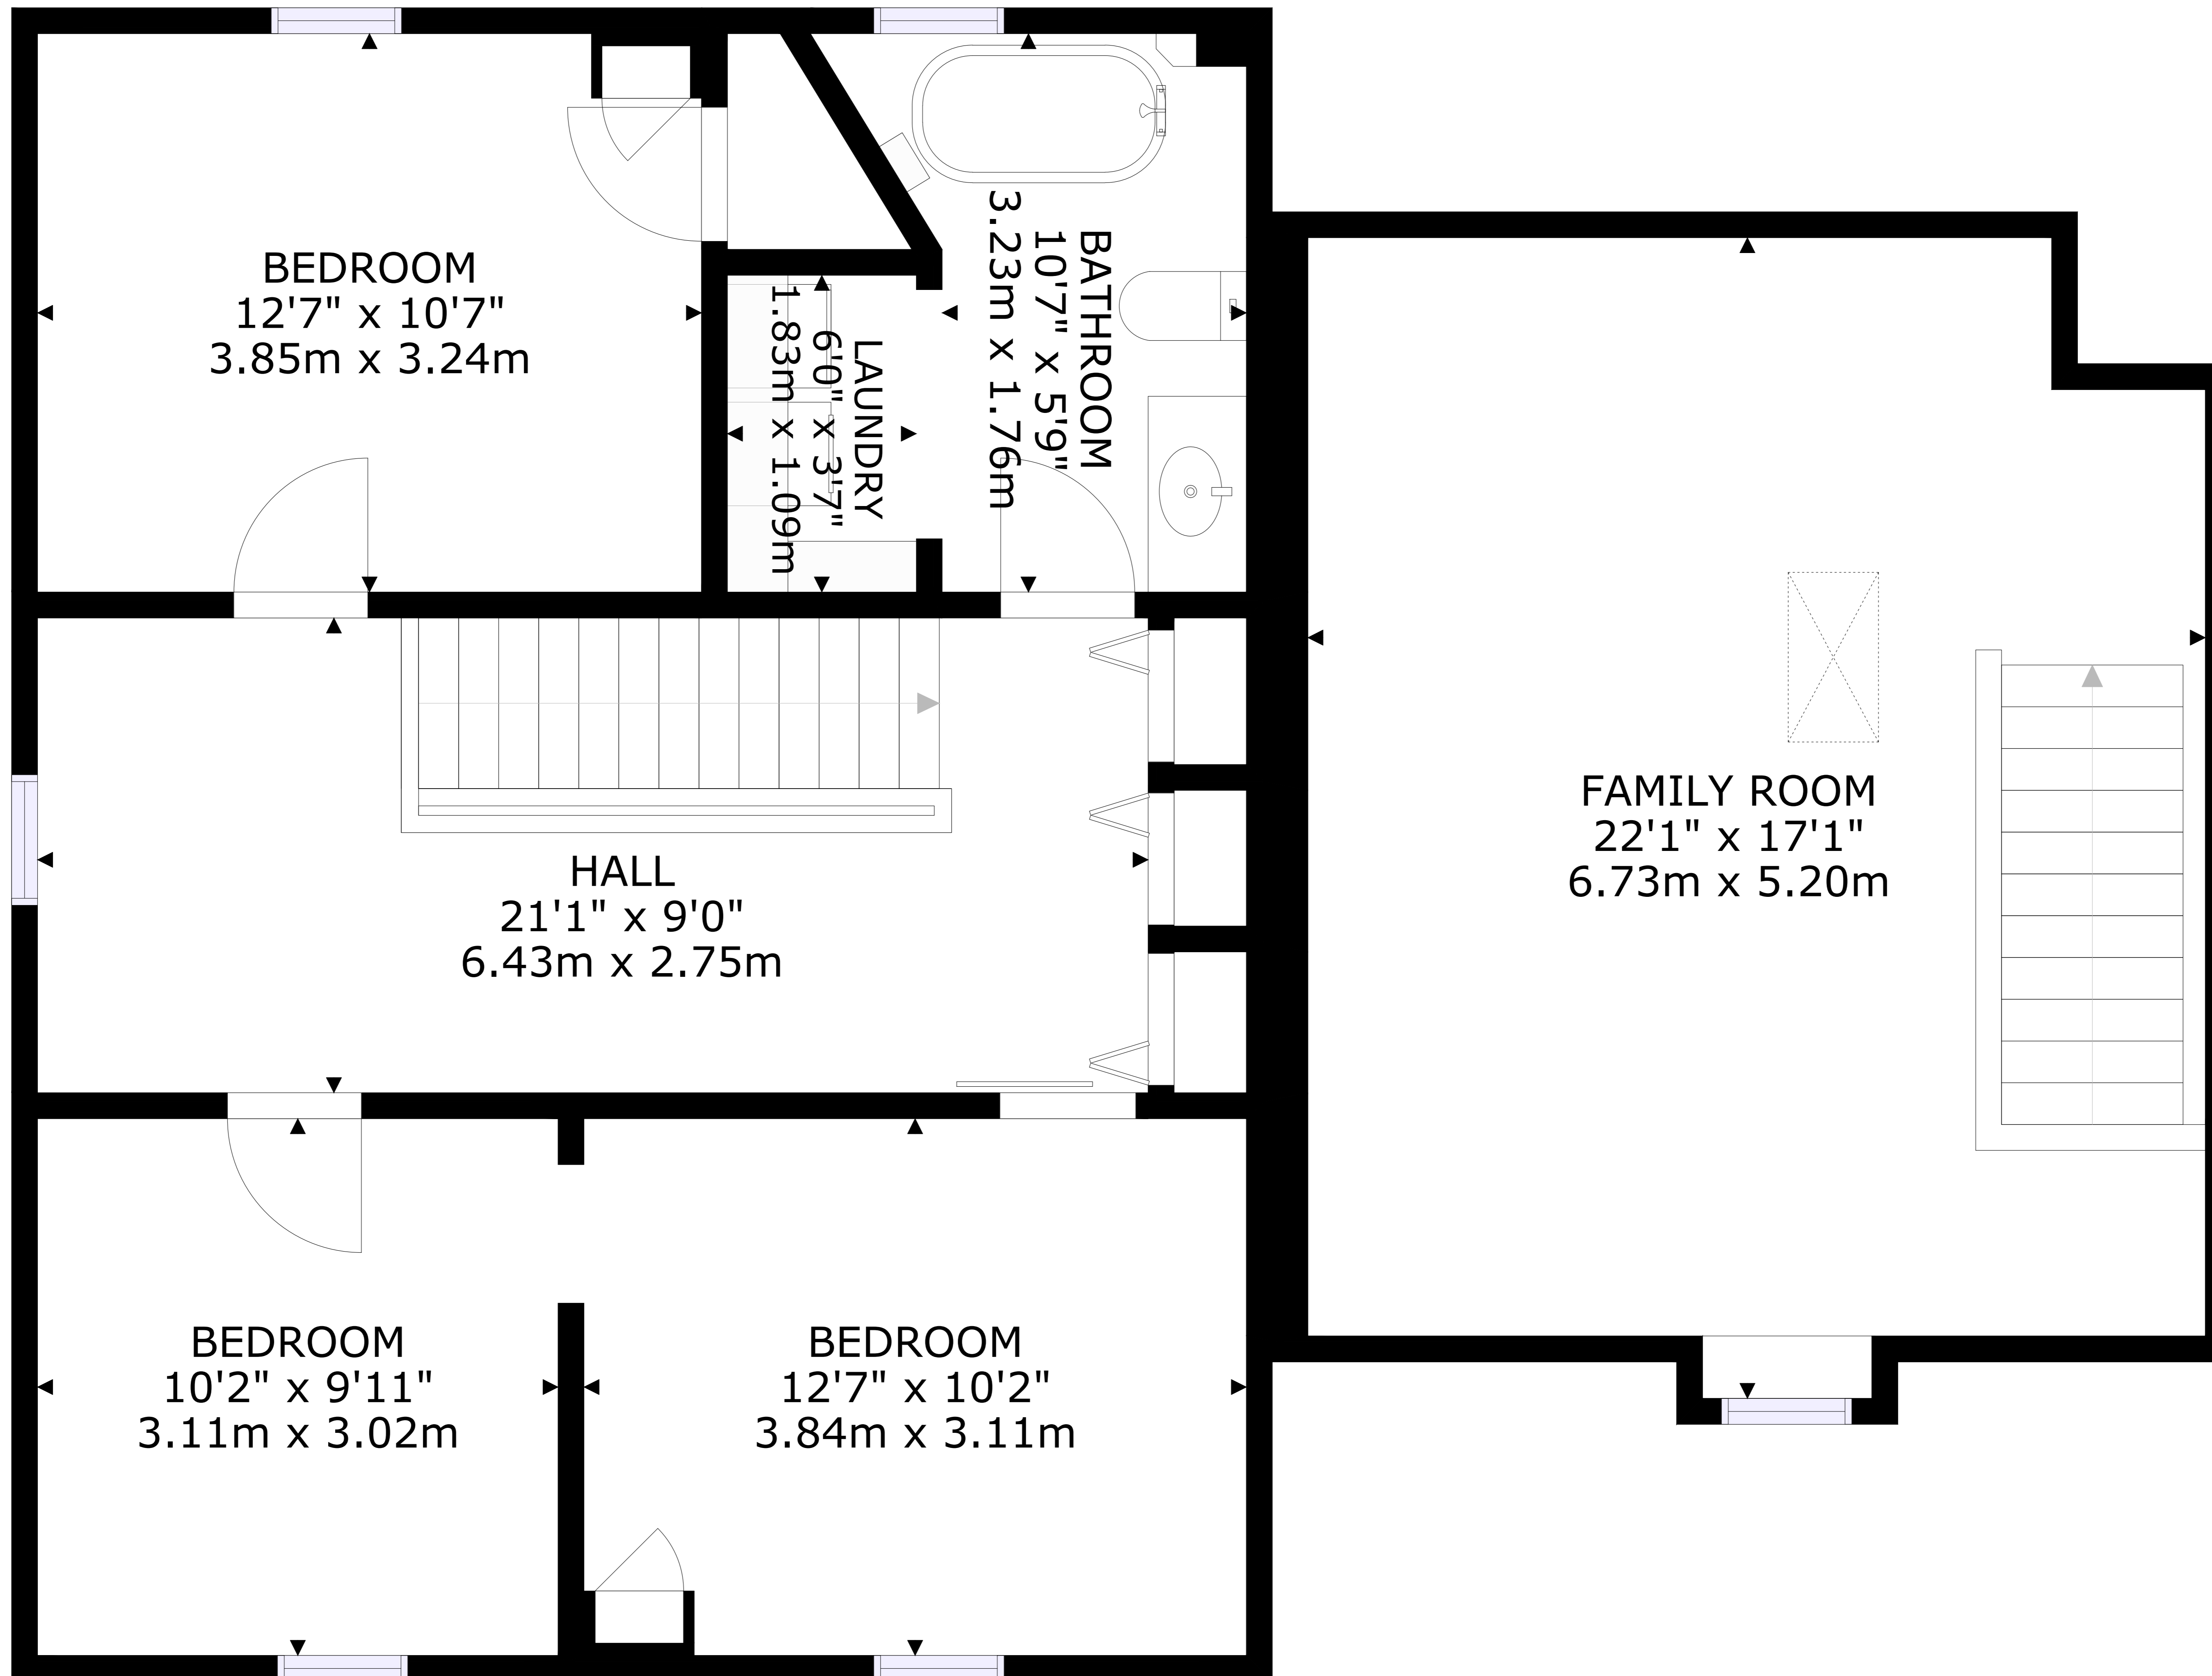 BEDROOM
12'7" x 10'7"
3.85m x 3.24m
BATHROOM
10'7" x 5'9"
3.23m x 1.76m
LAUNDRY
6'0" x 3'7"
1.83m x 1.09m
HALL
21'1" x 9'0"
6.43m x 2.75m
FAMILY ROOM
22'1" x 17'1"
6.73m x 5.20m
BEDROOM
10'2" x 9'11"
3.11m x 3.02m
BEDROOM
12'7" x 10'2"
3.84m x 3.11m